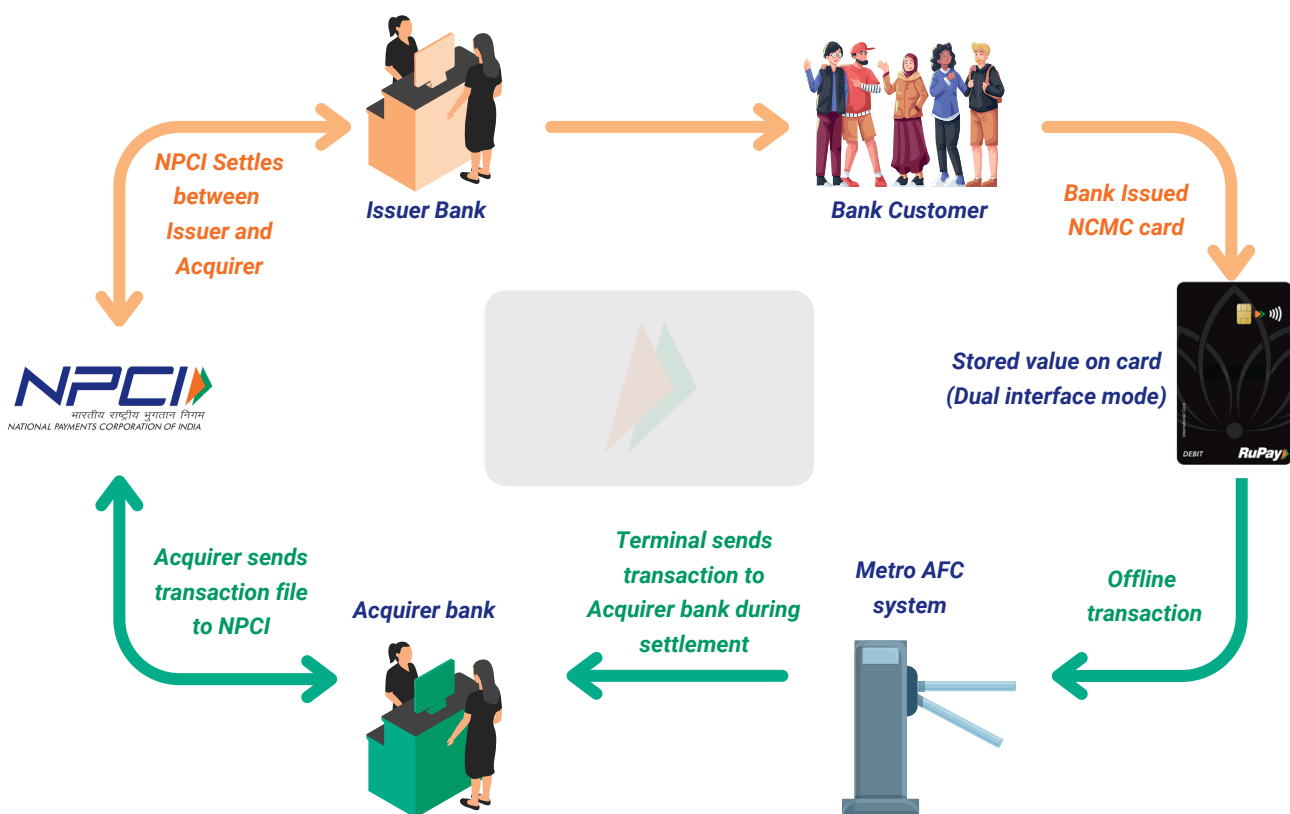 NPCI Settles
between
Issuer and
Acquirer
Issuer Bank
Bank Customer
Bank Issued
NCMC card
NPCI
भारतीय राष्ट्रीय भुगतान निगम
NATIONAL PAYMENTS CORPORATION OF INDIA
Stored value on card
(Dual interface mode)
International Card
DEBIT
RuPay
Acquirer sends
transaction file
to NPCI
Acquirer bank
Terminal sends
transaction to
Acquirer bank during
settlement
Metro AFC
system
Offline
transaction